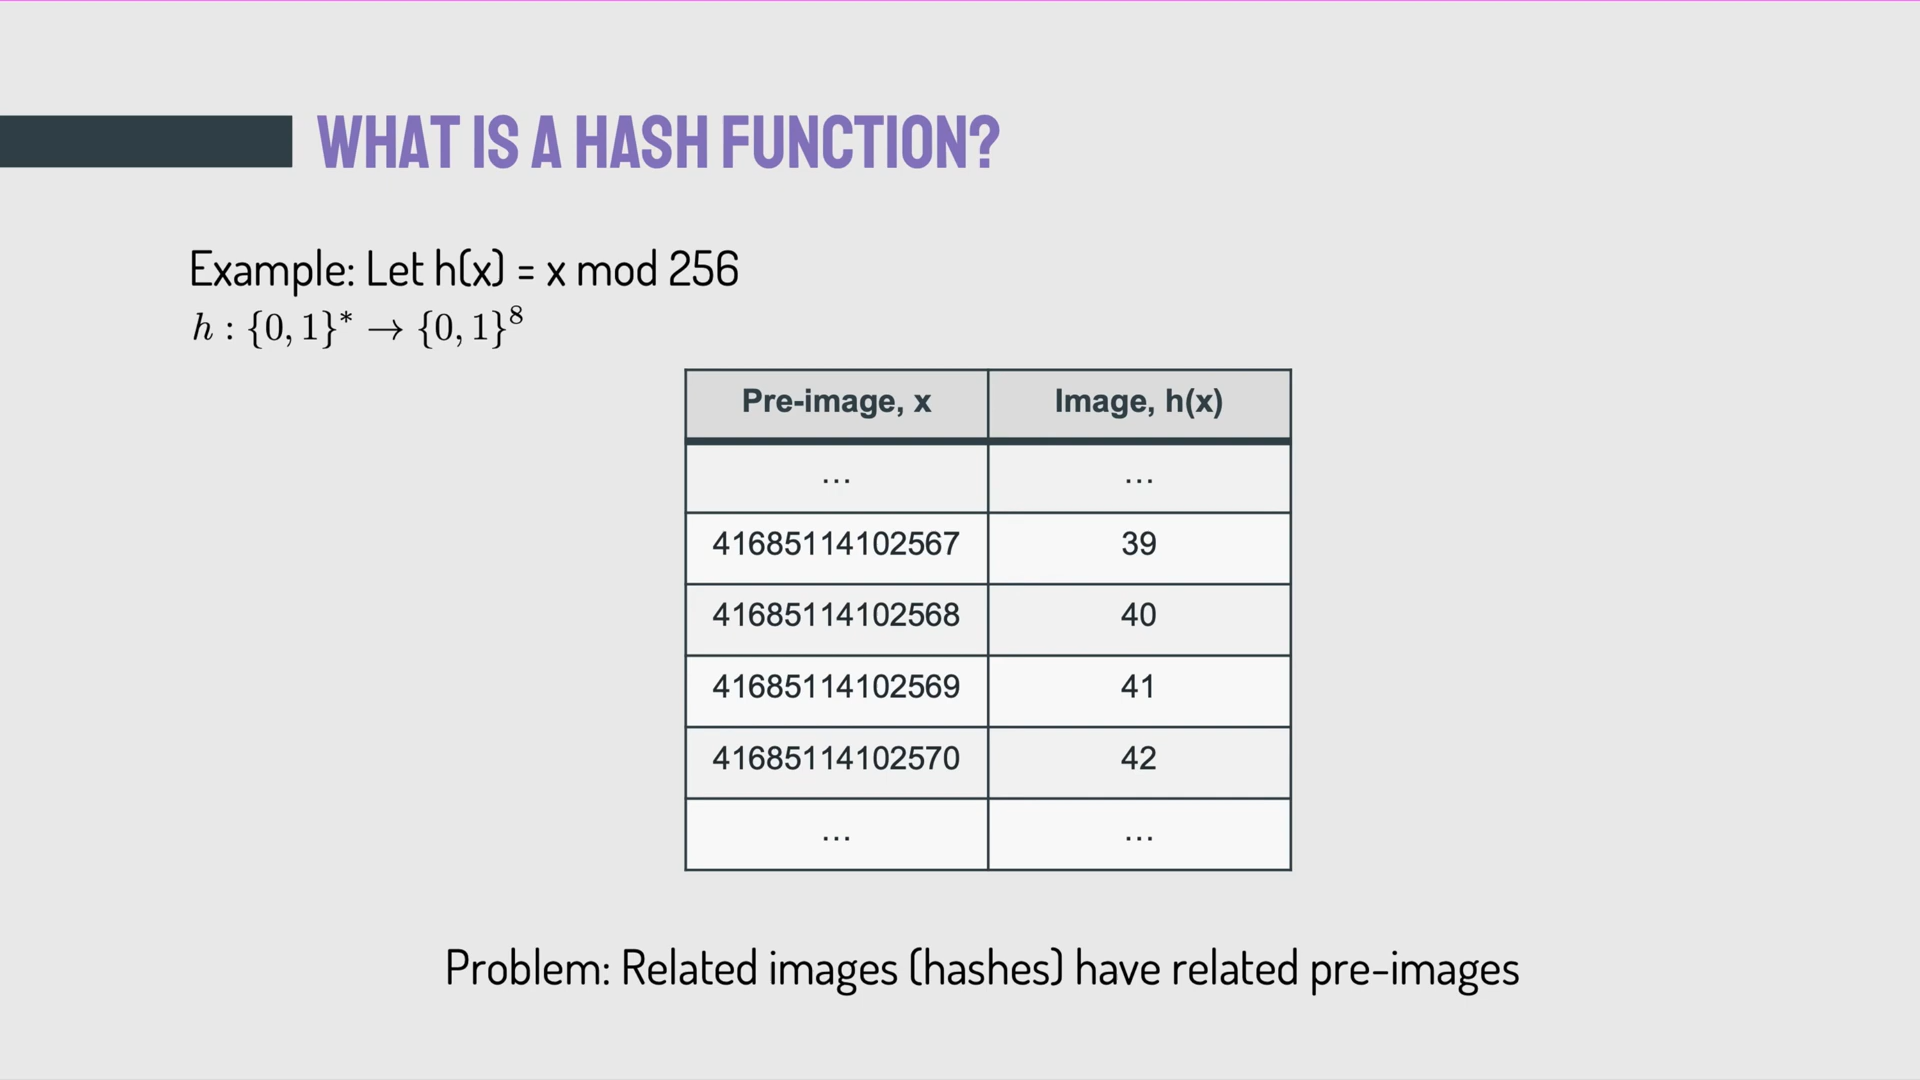 WHAT IS A HASH FUNCTION?
Example: Let h(x) = x mod 256
h : {0, 1}* → {0, 1}⁸
Pre-image, x Image, h(x)
... ...
41685114102567 39
41685114102568 40
41685114102569 41
41685114102570 42
... ...
Problem: Related images (hashes) have related pre-images